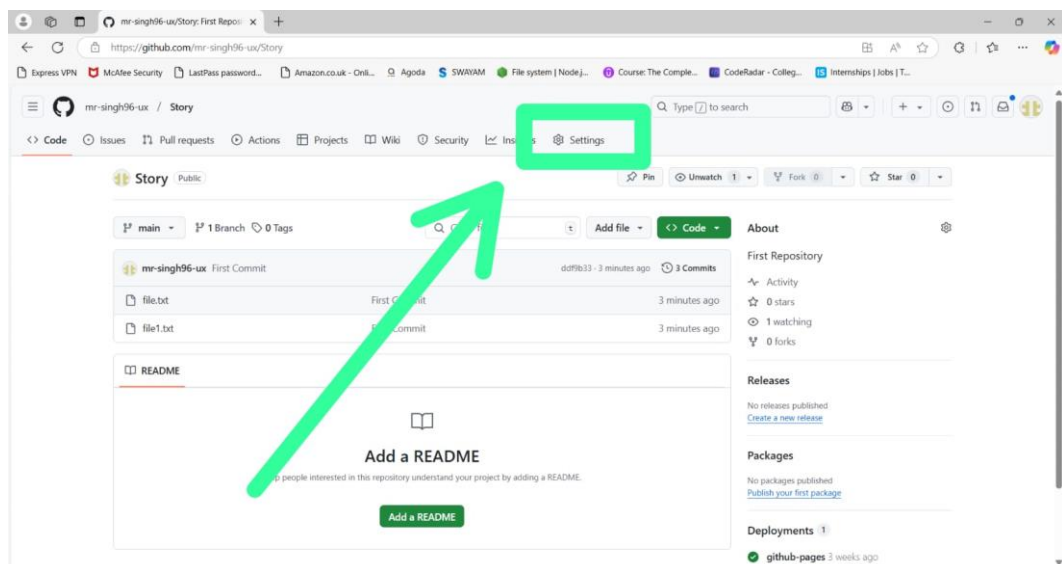 mr-singh96-ux/Story: First Repos
https://github.com/mr-singh96-ux/Story
Express VPN McAfee Security LastPass password... Amazon.co.uk - Onli... Agoda SWAYAM File system | Node.j... Course: The Comple... CodeRadar - Colleg... Internships | Jobs | T...
mr-singh96-ux / Story Type / to search
Code Issues Pull requests Actions Projects Wiki Security Settings
Story Public Pin Unwatch 1 Fork 0 Star 0
main 1 Branch 0 Tags t Add file Code About
First Repository
mr-singh96-ux First Commit ddf9b33 · 3 minutes ago 3 Commits
Activity
file.txt First 3 minutes ago
0 stars
file1.txt Commit 3 minutes ago
1 watching
0 forks
README
Releases
No releases published
Create a new release
Add a README
people interested in this repository understand your project by adding a README.
Add a README
Packages
No packages published
Publish your first package
Deployments 1
github-pages 3 weeks ago